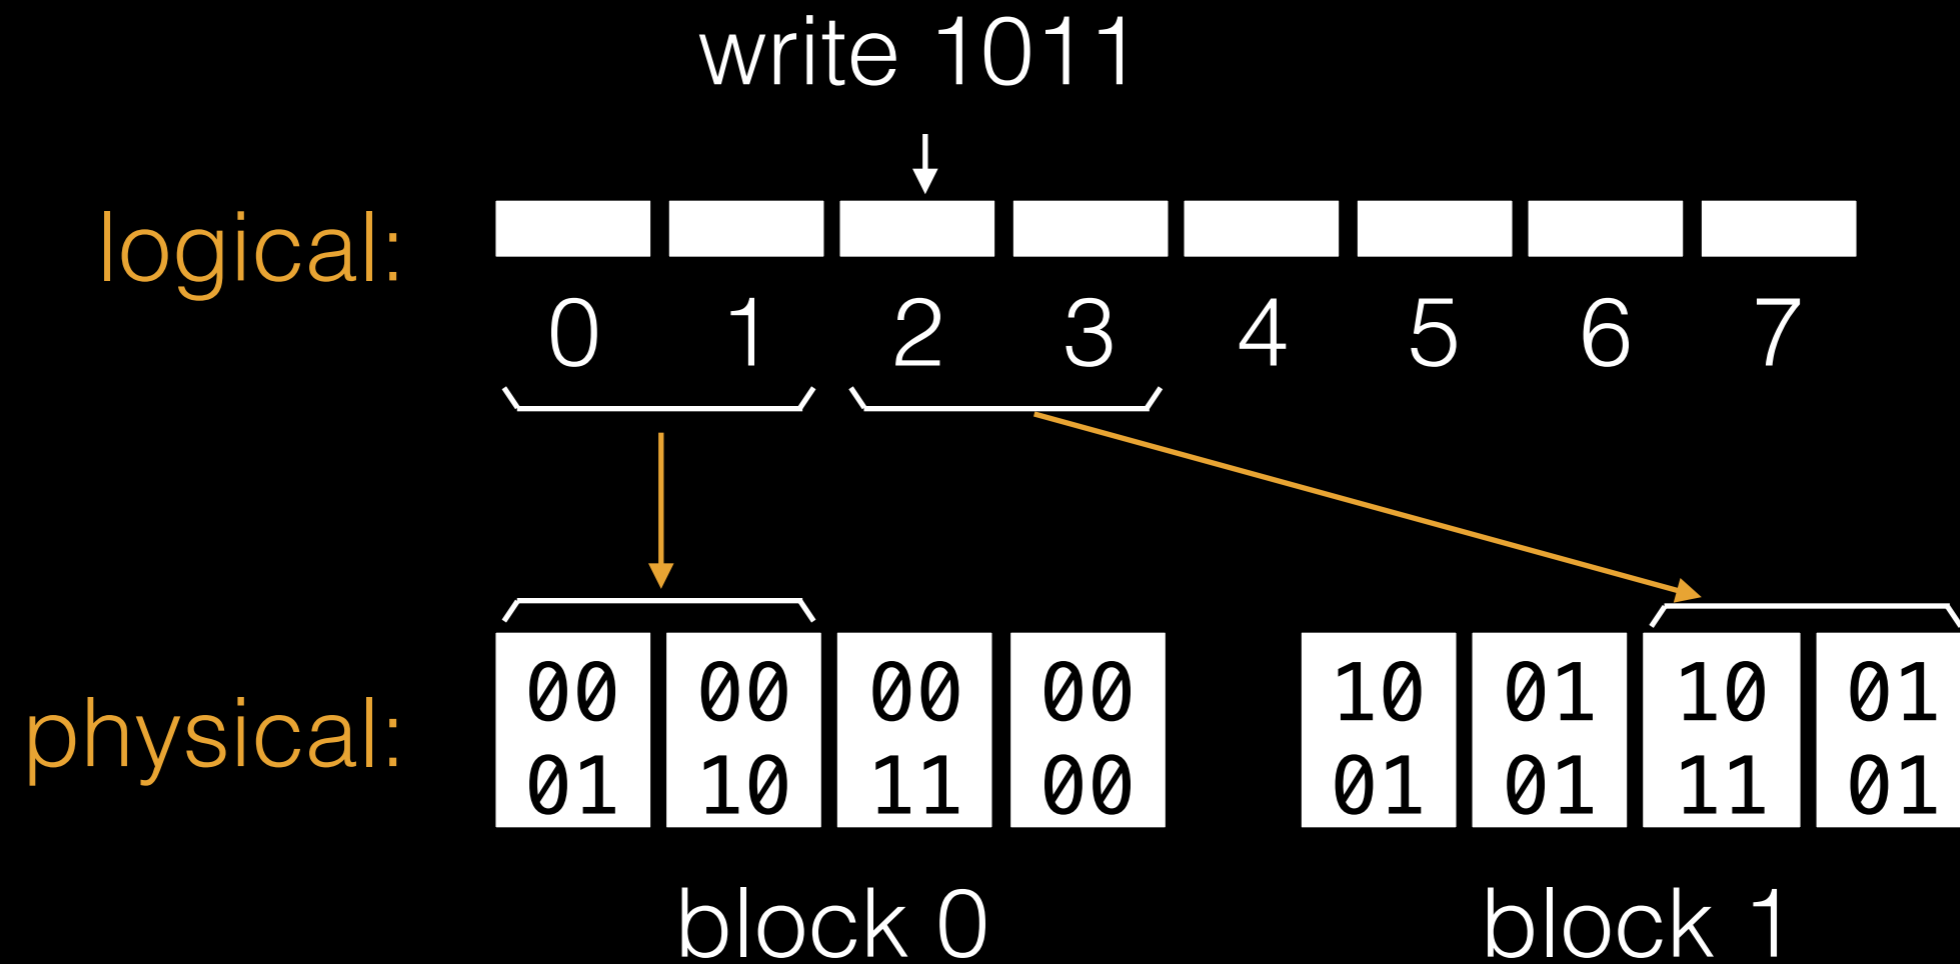 write 1011
logical:
0 1 2 3 4 5 6 7
physical:
00 00 00 00 10 01 10 01
01 10 11 00 01 01 11 01
block 0 block 1